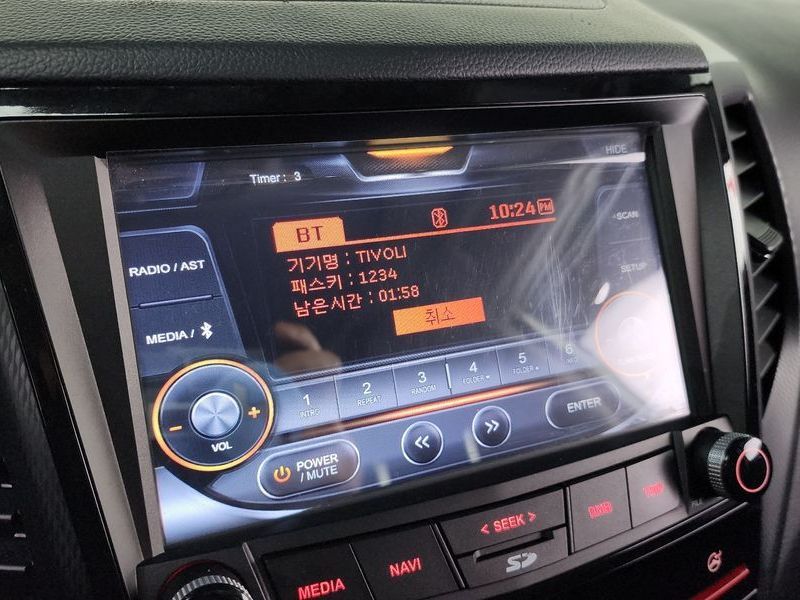 HIDE
Timer : 3
10:24 PM
BT
SCAN
기기명 : TIVOLI
패스키 : 1234
남은시간 : 01:58
취소
RADIO / AST
SETUP
MEDIA /
VOL
1 INTRO
2 REPEAT
3 RANDOM
4 FOLDER
5 FOLDER
6
ENTER
POWER / MUTE
< SEEK >
SD
NAVI
MEDIA